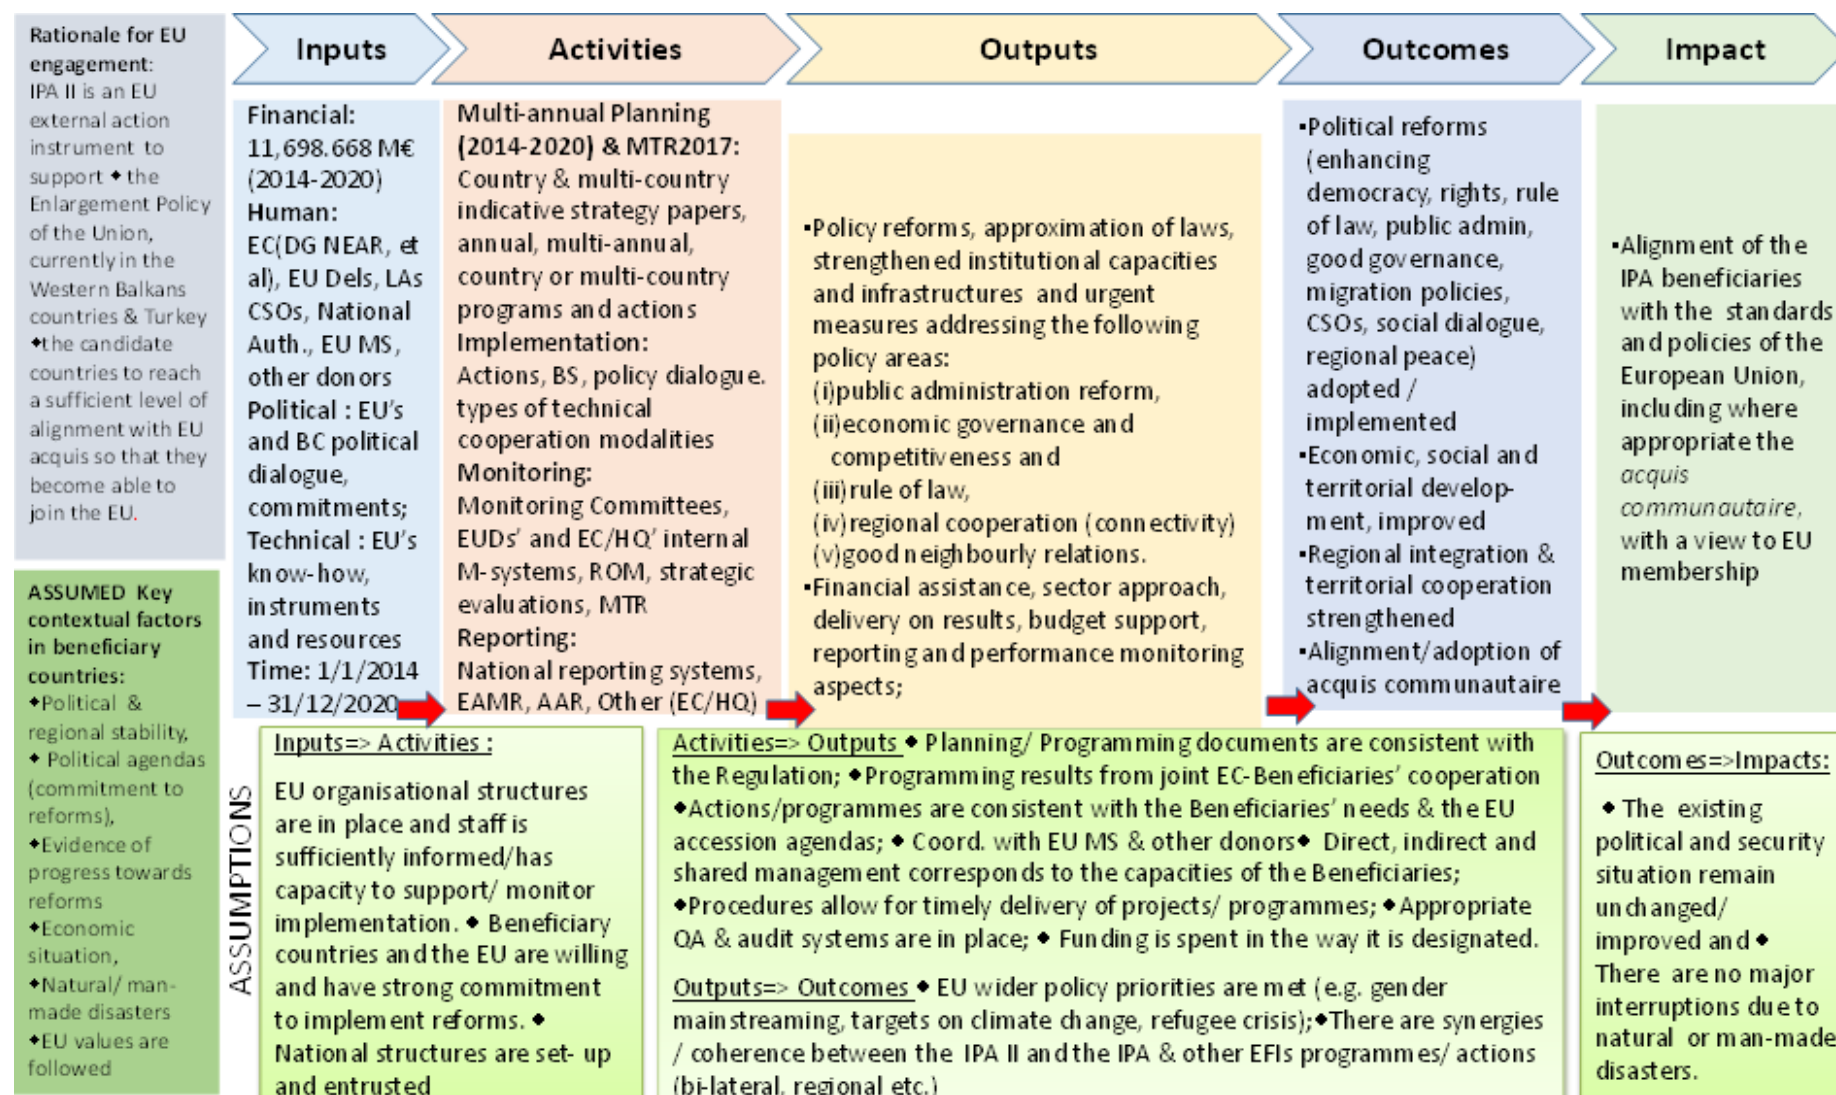 Rationale for EU
engagement:
IPA II is an EU
external action
instrument to
support ◆ the
Enlargement Policy
of the Union,
currently in the
Western Balkans
countries & Turkey
◆the candidate
countries to reach
a sufficient level of
alignment with EU
acquis so that they
become able to
join the EU.
ASSUMED Key
contextual factors
in beneficiary
countries:
◆Political &
regional stability,
◆ Political agendas
(commitment to
reforms),
◆Evidence of
progress towards
reforms
◆Economic
situation,
◆Natural/ man-
made disasters
◆EU values are
followed
Inputs
Financial:
11,698.668 M€
(2014-2020)
Human:
EC(DG NEAR, et
al), EU Dels, LAs
CSOs, National
Auth., EU MS,
other donors
Political : EU's
and BC political
dialogue,
commitments;
Technical : EU's
know-how,
instruments
and resources
Time: 1/1/2014
– 31/12/2020
Activities
Multi-annual Planning
(2014-2020) & MTR2017:
Country & multi-country
indicative strategy papers,
annual, multi-annual,
country or multi-country
programs and actions
Implementation:
Actions, BS, policy dialogue.
types of technical
cooperation modalities
Monitoring:
Monitoring Committees,
EUDs' and EC/HQ' internal
M-systems, ROM, strategic
evaluations, MTR
Reporting:
National reporting systems,
EAMR, AAR, Other (EC/HQ)
Outputs
▪Policy reforms, approximation of laws,
strengthened institutional capacities
and infrastructures and urgent
measures addressing the following
policy areas:
(i)public administration reform,
(ii)economic governance and
competitiveness and
(iii)rule of law,
(iv)regional cooperation (connectivity)
(v)good neighbourly relations.
▪Financial assistance, sector approach,
delivery on results, budget support,
reporting and performance monitoring
aspects;
Outcomes
▪Political reforms
(enhancing
democracy, rights, rule
of law, public admin,
good governance,
migration policies,
CSOs, social dialogue,
regional peace)
adopted /
implemented
▪Economic, social and
territorial develop-
ment, improved
▪Regional integration &
territorial cooperation
strengthened
▪Alignment/adoption of
acquis communautaire
Impact
▪Alignment of the
IPA beneficiaries
with the standards
and policies of the
European Union,
including where
appropriate the
acquis
communautaire,
with a view to EU
membership
ASSUMPTIONS
Inputs=> Activities :
EU organisational structures
are in place and staff is
sufficiently informed/has
capacity to support/ monitor
implementation. ◆ Beneficiary
countries and the EU are willing
and have strong commitment
to implement reforms. ◆
National structures are set- up
and entrusted
Activities=> Outputs ◆ Planning/ Programming documents are consistent with
the Regulation; ◆Programming results from joint EC-Beneficiaries' cooperation
◆Actions/programmes are consistent with the Beneficiaries' needs & the EU
accession agendas; ◆ Coord. with EU MS & other donors◆ Direct, indirect and
shared management corresponds to the capacities of the Beneficiaries;
◆Procedures allow for timely delivery of projects/ programmes; ◆Appropriate
QA & audit systems are in place; ◆ Funding is spent in the way it is designated.
Outputs=> Outcomes ◆ EU wider policy priorities are met (e.g. gender
mainstreaming, targets on climate change, refugee crisis);◆There are synergies
/ coherence between the IPA II and the IPA & other EFIs programmes/ actions
(bi-lateral, regional etc.)
Outcomes=>Impacts:
◆ The existing
political and security
situation remain
unchanged/
improved and ◆
There are no major
interruptions due to
natural or man-made
disasters.